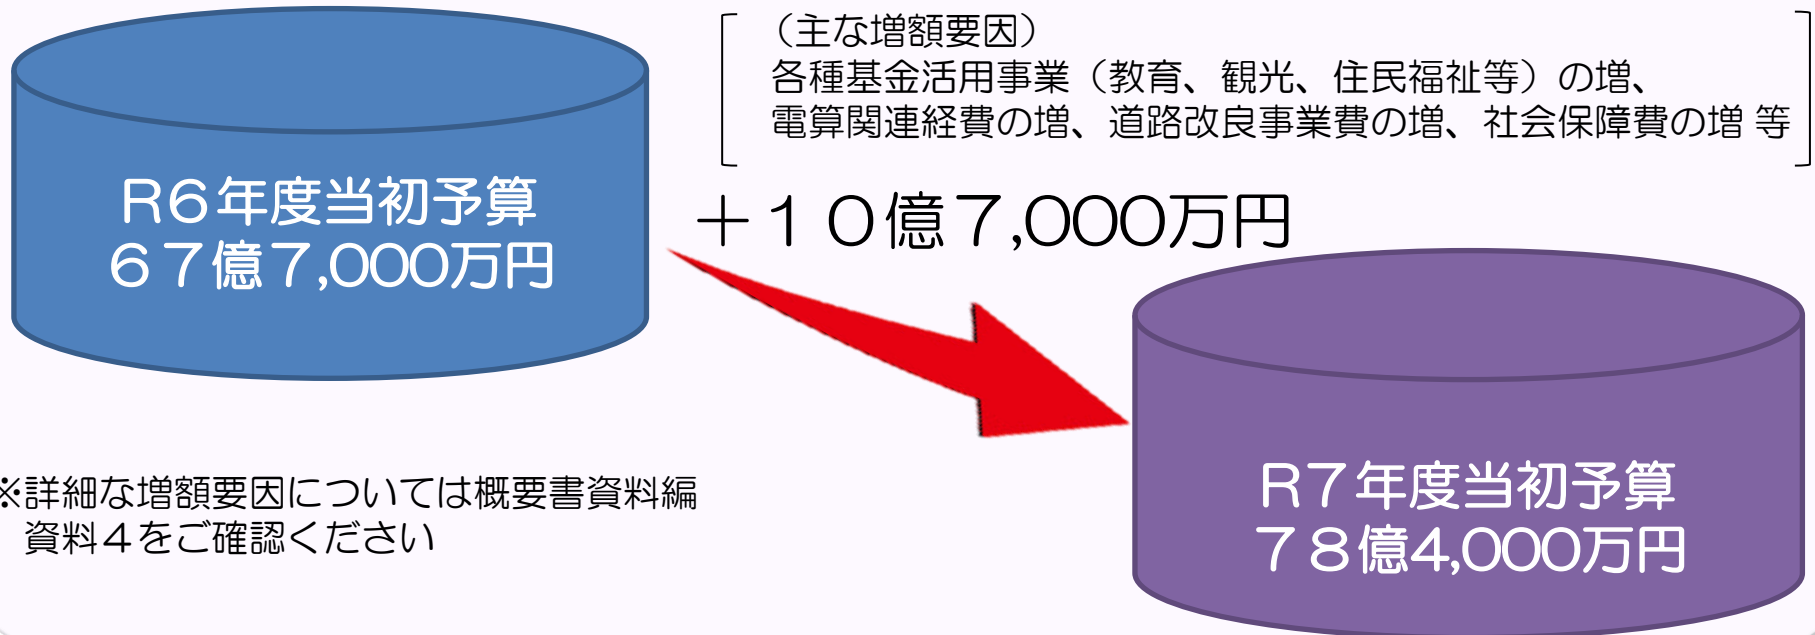 （主な増額要因）
各種基金活用事業（教育、観光、住民福祉等）の増、
電算関連経費の増、道路改良事業費の増、社会保障費の増 等
R６年度当初予算
６７億７,０００万円
＋１０億７,０００万円
※詳細な増額要因については概要書資料編
資料４をご確認ください
R７年度当初予算
７８億４,０００万円